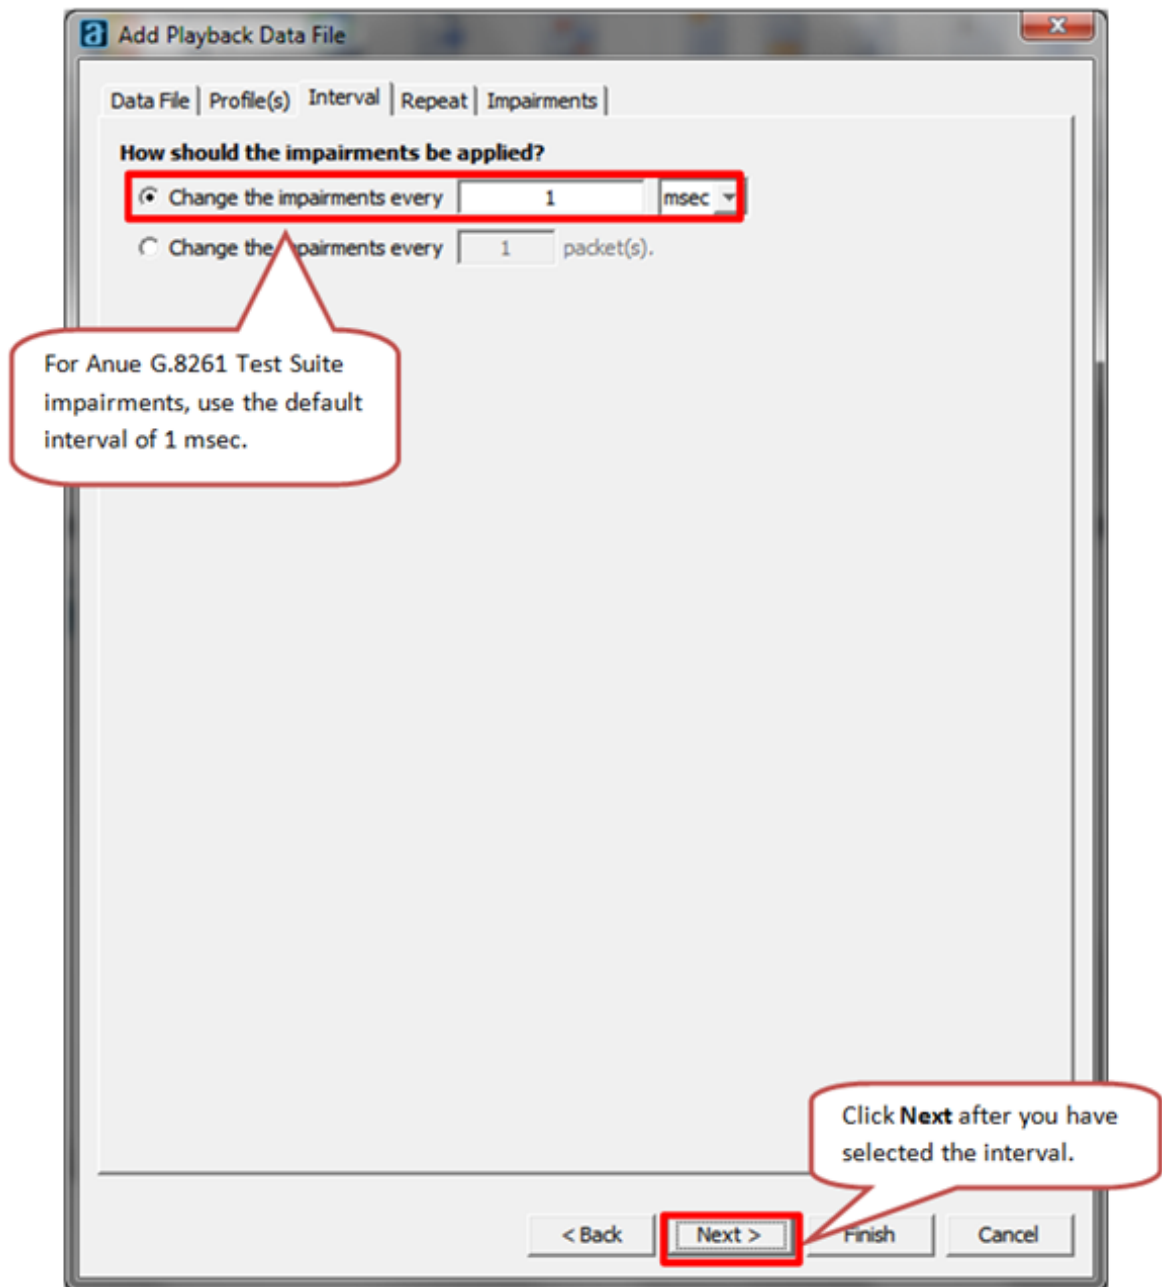 a Add Playback Data File
Data File Profile(s) Interval Repeat Impairments
How should the impairments be applied?
Change the impairments every 1 msec
Change the impairments every 1 packet(s).
For Anue G.8261 Test Suite
impairments, use the default
interval of 1 msec.
Click Next after you have
selected the interval.
< Back Next > Finish Cancel